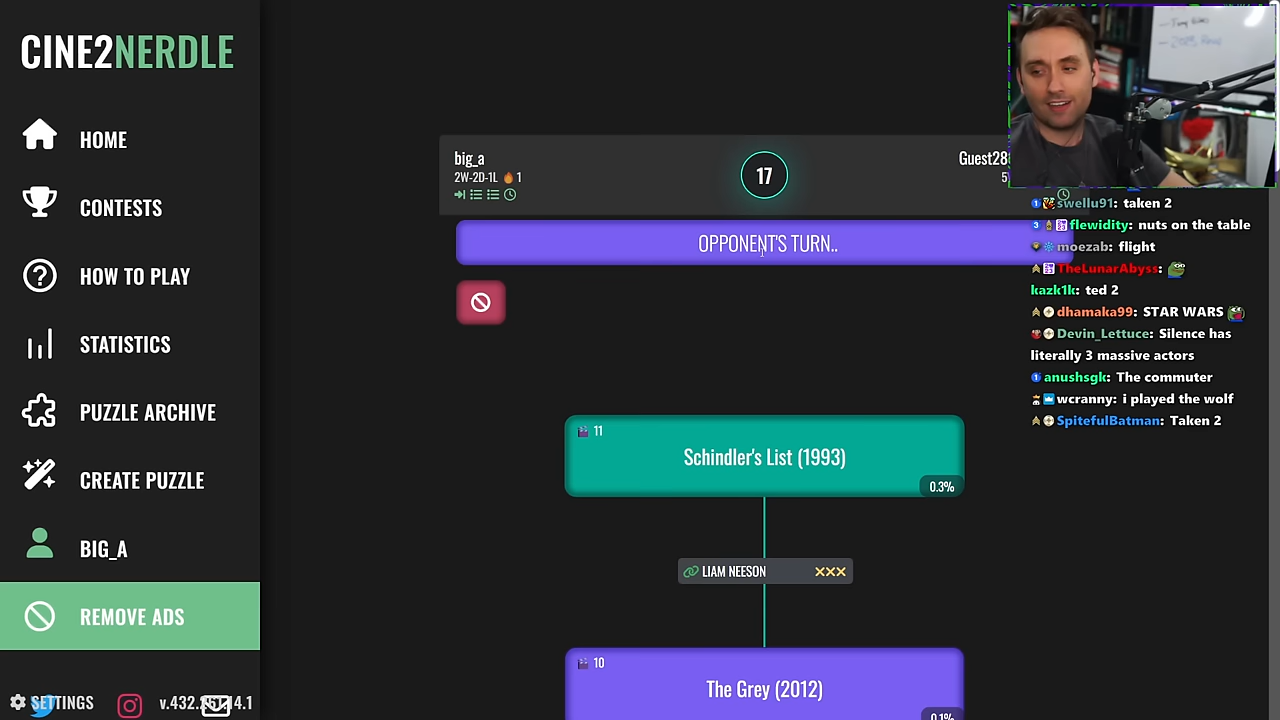 CINE2NERDLE
HOME
CONTESTS
HOW TO PLAY
STATISTICS
PUZZLE ARCHIVE
CREATE PUZZLE
BIG_A
REMOVE ADS
SETTINGS
big_a
2W-2D-1L 1
17
OPPONENT'S TURN..
11
Schindler's List (1993)
0.3%
LIAM NEESON XXX
10
The Grey (2012)
0.1%
swellu91: taken 2
flewidity: nuts on the table
moezab: flight
TheLunarAbyss:
kazk1k: ted 2
dhamaka99: STAR WARS
Devin_Lettuce: Silence has
literally 3 massive actors
anushsgk: The commuter
wcranny: i played the wolf
SpitefulBatman: Taken 2